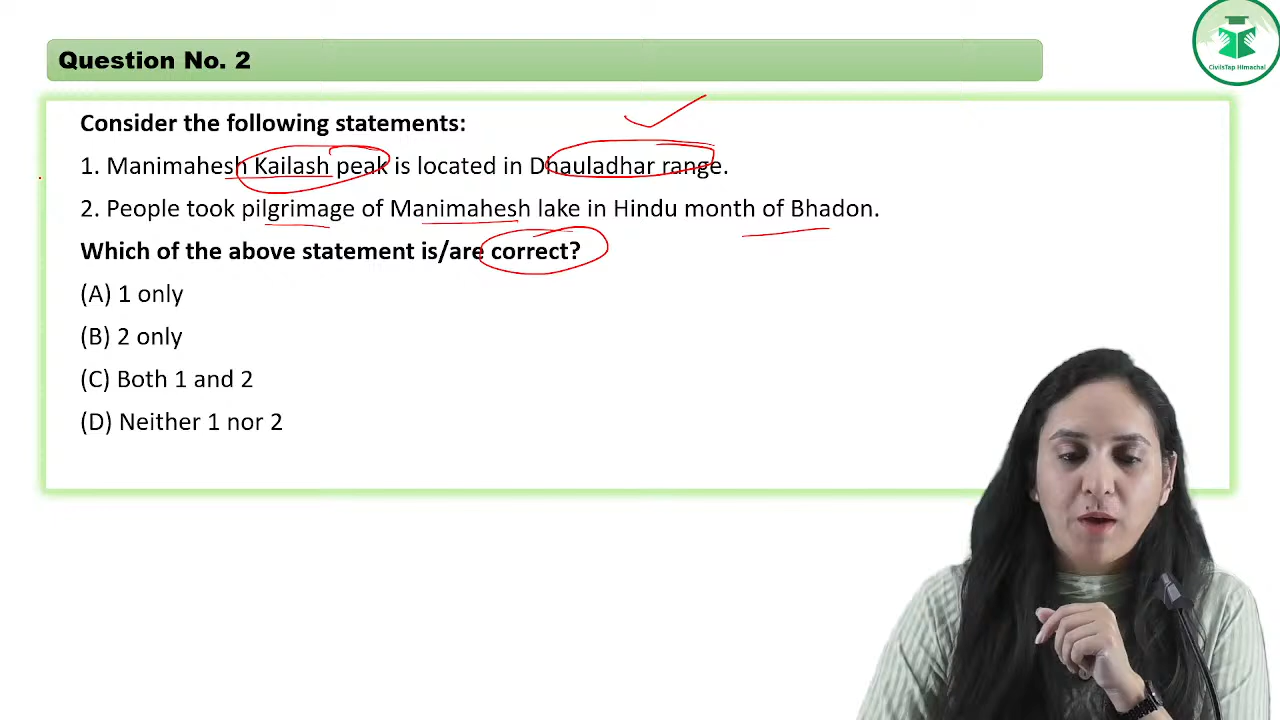 CivilsTap Himachal
Question No. 2
Consider the following statements:
1. Manimahesh Kailash peak is located in Dhauladhar range.
2. People took pilgrimage of Manimahesh lake in Hindu month of Bhadon.
Which of the above statement is/are correct?
(A) 1 only
(B) 2 only
(C) Both 1 and 2
(D) Neither 1 nor 2